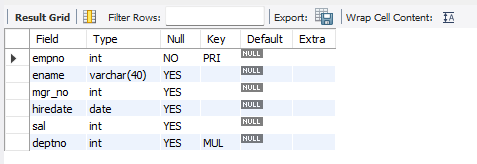 Result Grid Filter Rows: Export: Wrap Cell Content:
Field Type Null Key Default Extra
empno int NO PRI NULL
ename varchar(40) YES NULL
mgr_no int YES NULL
hiredate date YES NULL
sal int YES NULL
deptno int YES MUL NULL